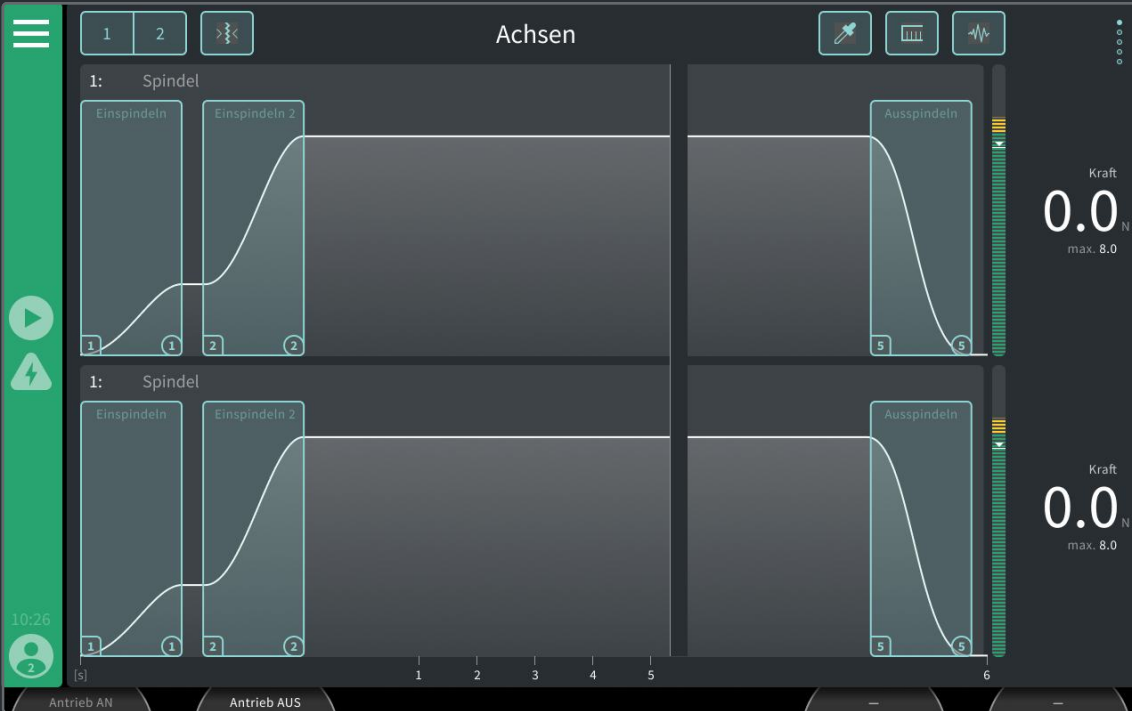 1 2 Achsen
1: Spindel
Einspindeln Einspindeln 2 Ausspindeln
Kraft
0.0 N
max. 8.0
1 1 2 2 5 5
1: Spindel
Einspindeln Einspindeln 2 Ausspindeln
Kraft
0.0 N
max. 8.0
10:26
2
1 1 2 2 5 5
[s] 1 2 3 4 5 6
Antrieb AN Antrieb AUS – –